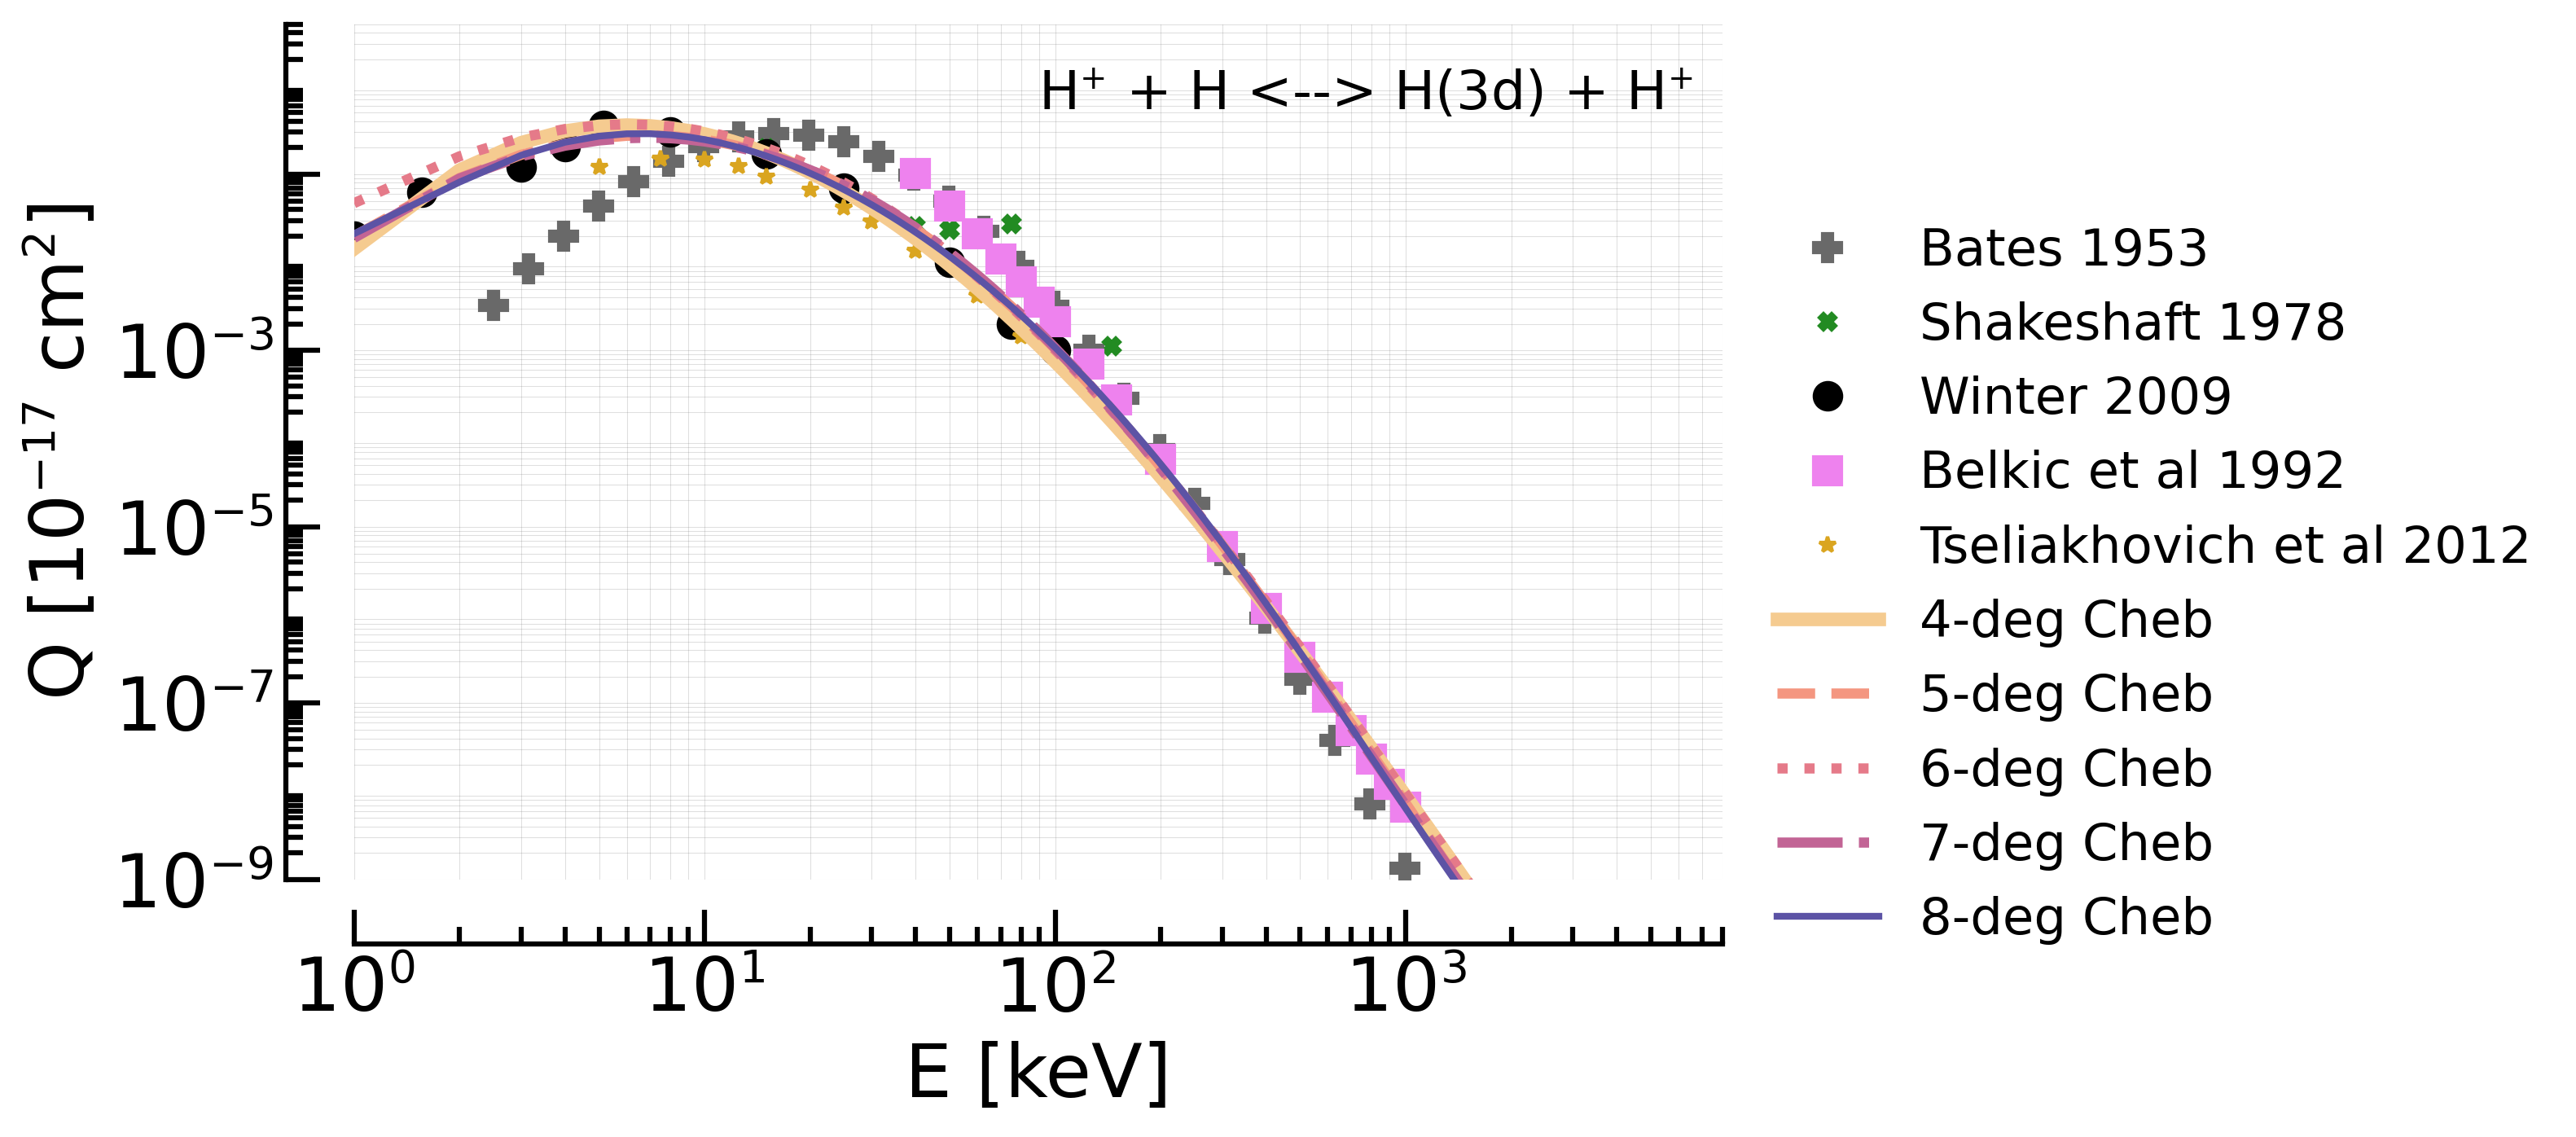 H⁺ + H <--> H(3d) + H⁺
Q [10⁻¹⁷ cm²]
10⁻³
10⁻⁵
10⁻⁷
10⁻⁹
10⁰ 10¹ 10² 10³
E [keV]
Bates 1953
Shakeshaft 1978
Winter 2009
Belkic et al 1992
Tseliakhovich et al 2012
4-deg Cheb
5-deg Cheb
6-deg Cheb
7-deg Cheb
8-deg Cheb